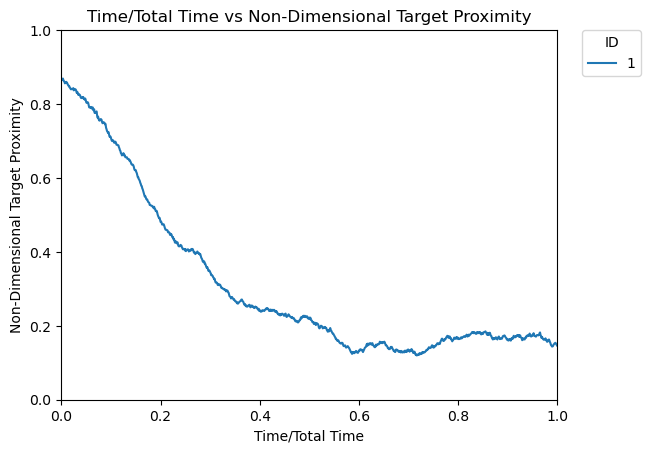 Time/Total Time vs Non-Dimensional Target Proximity
ID
1
Non-Dimensional Target Proximity
1.0
0.8
0.6
0.4
0.2
0.0
0.0 0.2 0.4 0.6 0.8 1.0
Time/Total Time